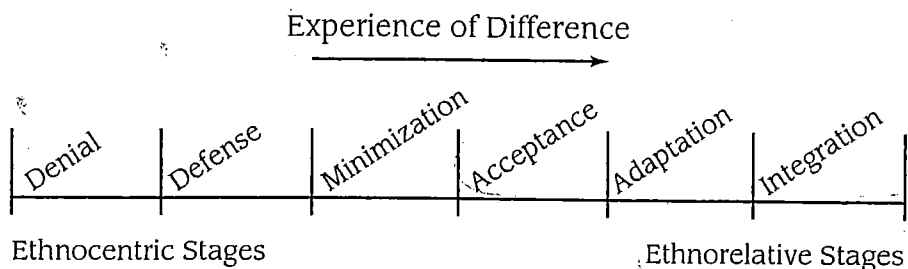 Experience of Difference
Denial
Defense
Minimization
Acceptance
Adaptation
Integration
Ethnocentric Stages
Ethnorelative Stages